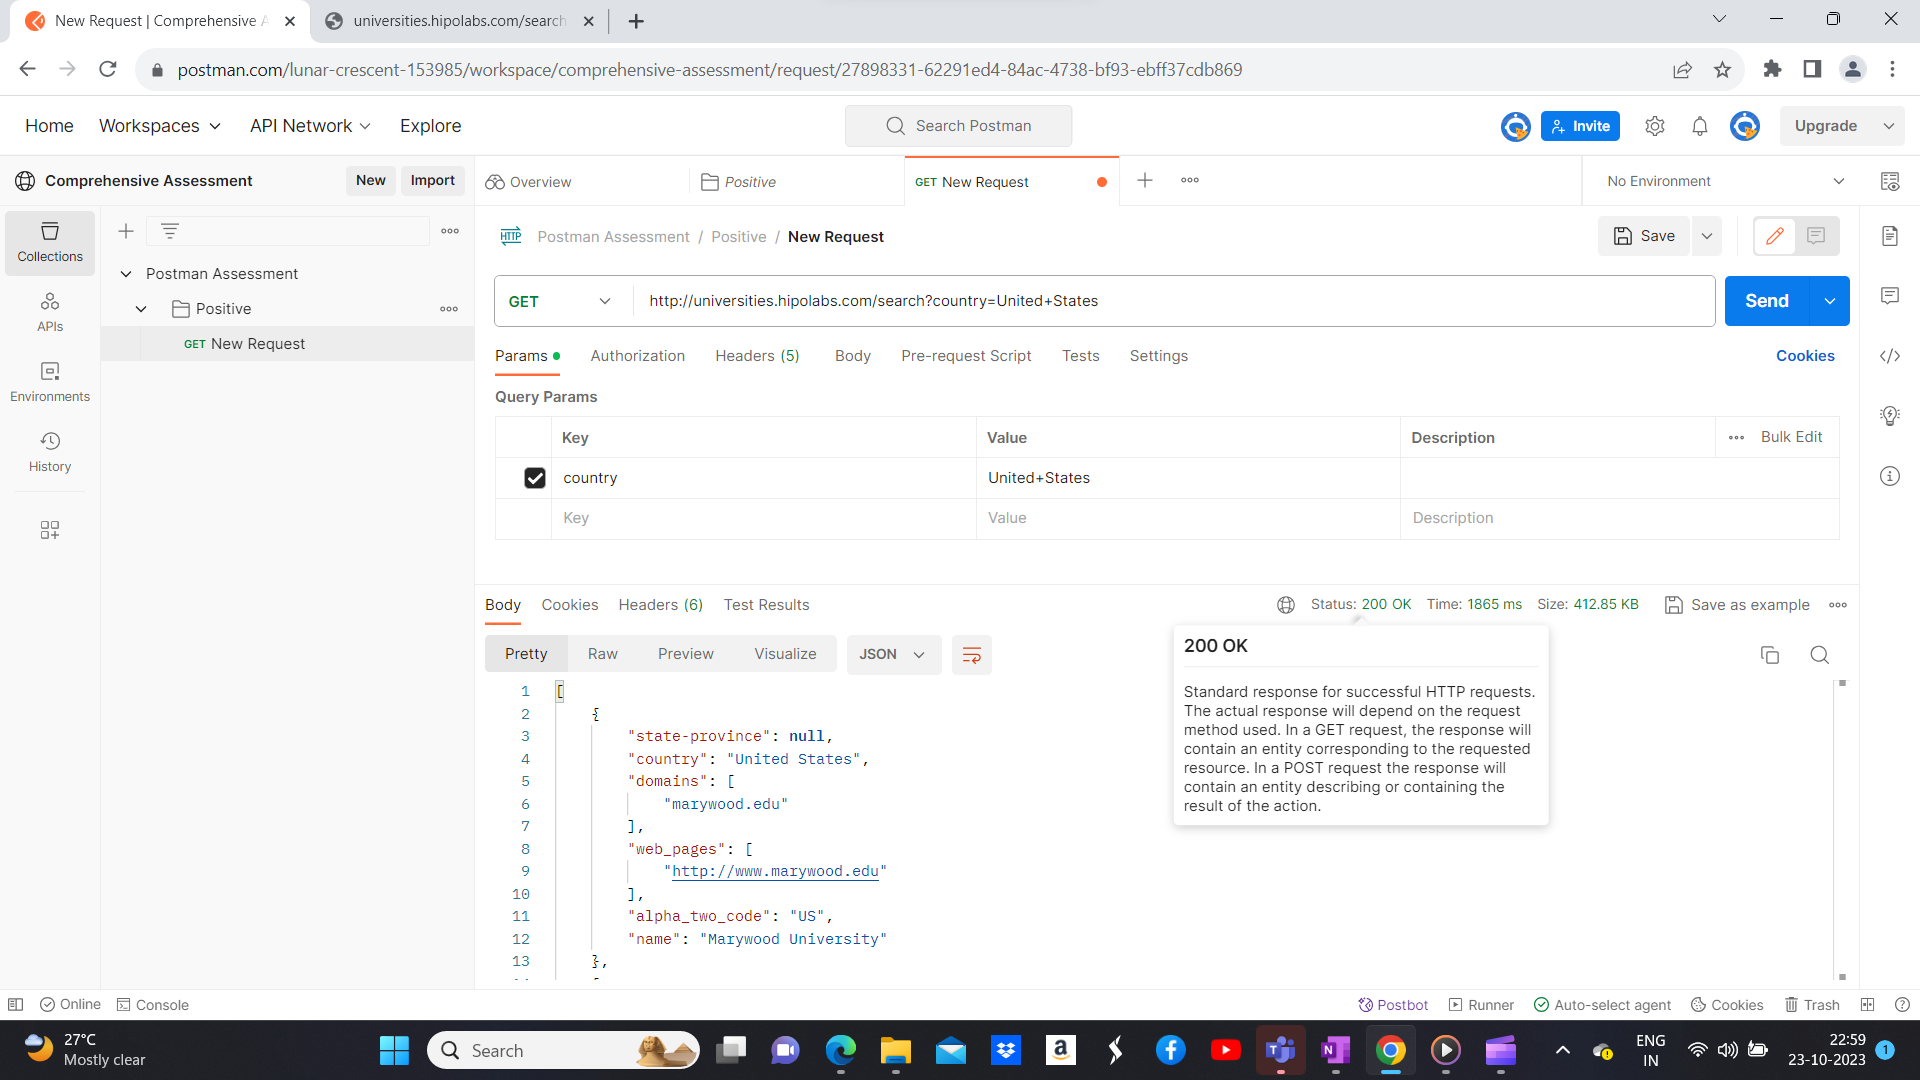 New Request | Comprehensive A
universities.hipolabs.com/search
postman.com/lunar-crescent-153985/workspace/comprehensive-assessment/request/27898331-62291ed4-84ac-4738-bf93-ebff37cdb869
Home Workspaces API Network Explore
Search Postman
Invite
Upgrade
Comprehensive Assessment New Import
Overview
Positive
GET New Request
No Environment
Collections
APIs
Environments
History
Postman Assessment
Positive
GET New Request
HTTP Postman Assessment / Positive / New Request
Save
GET http://universities.hipolabs.com/search?country=United+States Send
Params Authorization Headers (5) Body Pre-request Script Tests Settings Cookies
Query Params
Key Value Description Bulk Edit
country United+States
Key Value Description
Body Cookies Headers (6) Test Results Status: 200 OK Time: 1865 ms Size: 412.85 KB Save as example
Pretty Raw Preview Visualize JSON
200 OK
Standard response for successful HTTP requests.
The actual response will depend on the request
method used. In a GET request, the response will
contain an entity corresponding to the requested
resource. In a POST request the response will
contain an entity describing or containing the
result of the action.
1 [
2 {
3 "state-province": null,
4 "country": "United States",
5 "domains": [
6 "marywood.edu"
7 ],
8 "web_pages": [
9 "http://www.marywood.edu"
10 ],
11 "alpha_two_code": "US",
12 "name": "Marywood University"
13 },
Online Console Postbot Runner Auto-select agent Cookies Trash
27°C
Mostly clear
Search
ENG
IN
22:59
23-10-2023
1